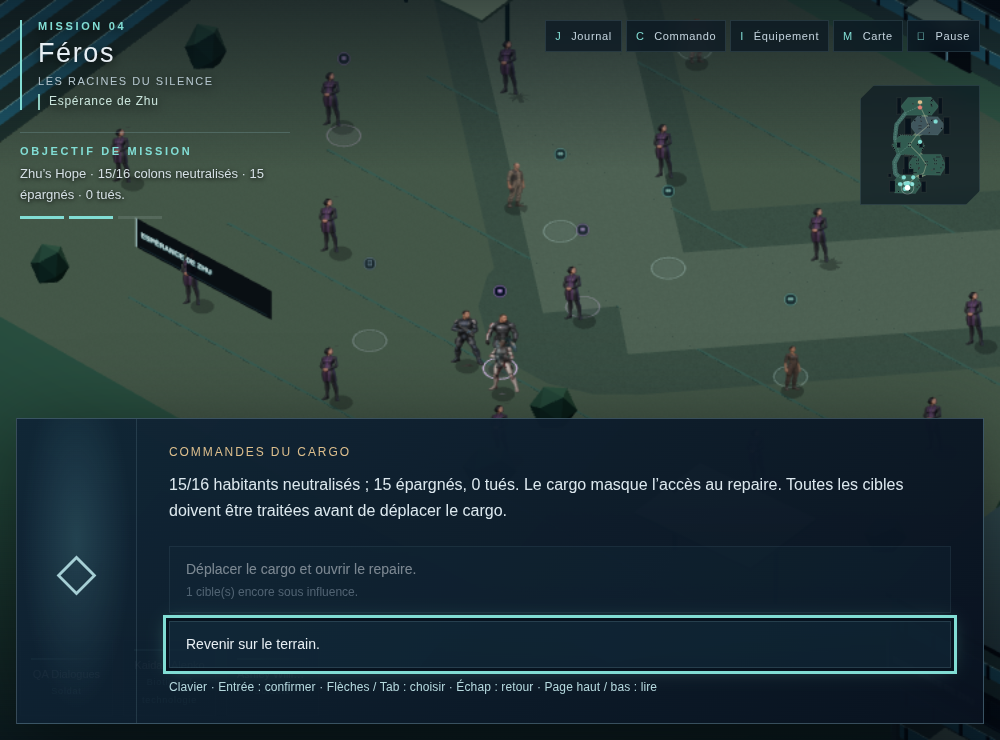 MISSION 04
Féros
LES RACINES DU SILENCE
Espérance de Zhu
OBJECTIF DE MISSION
Zhu's Hope · 15/16 colons neutralisés · 15
épargnés · 0 tués.
J Journal
C Commando
I Équipement
M Carte
Pause
ESPÉRANCE DE ZHU
COMMANDES DU CARGO
15/16 habitants neutralisés ; 15 épargnés, 0 tués. Le cargo masque l’accès au repaire. Toutes les cibles
doivent être traitées avant de déplacer le cargo.
Déplacer le cargo et ouvrir le repaire.
1 cible(s) encore sous influence.
Revenir sur le terrain.
Clavier · Entrée : confirmer · Flèches / Tab : choisir · Échap : retour · Page haut / bas : lire